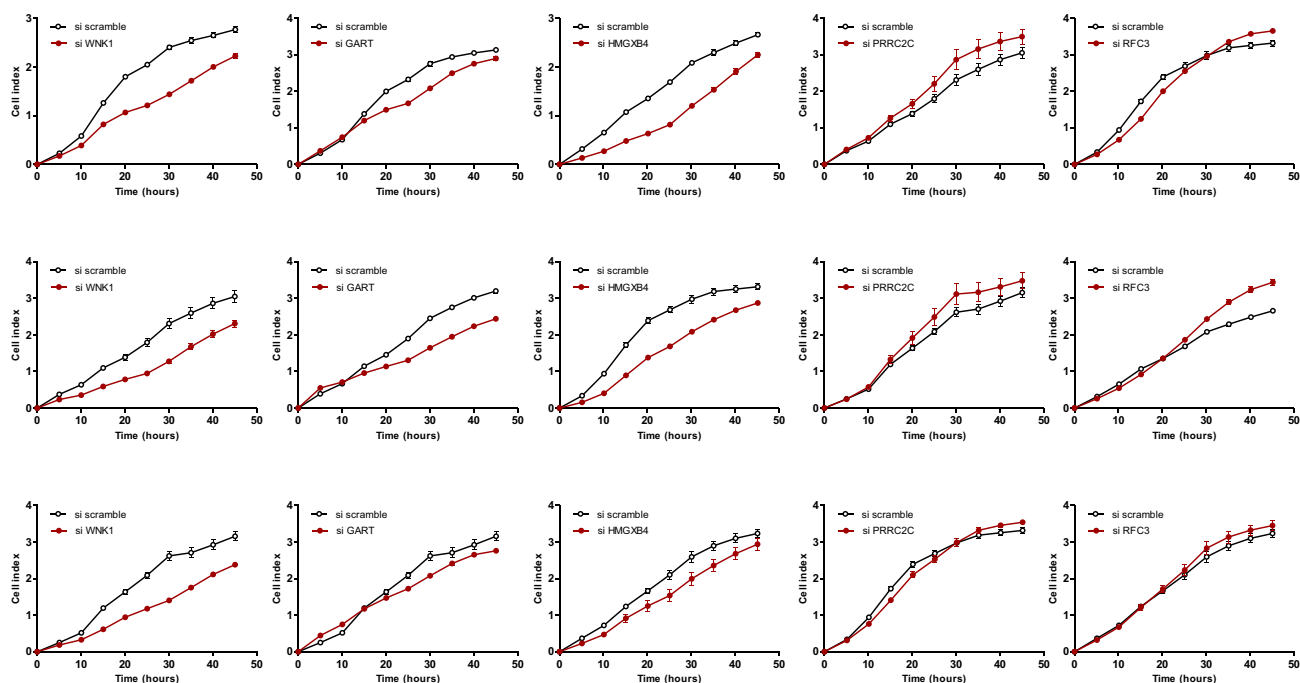 3
2
1
0
Cell index
si scramble
si WNK1
0 10 20 30 40 50
Time (hours)
4
3
2
1
0
Cell index
si scramble
si GART
0 10 20 30 40 50
Time (hours)
3
2
1
0
Cell index
si scramble
si HMGXB4
0 10 20 30 40 50
Time (hours)
4
3
2
1
0
Cell index
si scramble
si PRRC2C
0 10 20 30 40 50
Time (hours)
4
3
2
1
0
Cell index
si scramble
si RFC3
0 10 20 30 40 50
Time (hours)
4
3
2
1
0
Cell index
si scramble
si WNK1
0 10 20 30 40 50
Time (hours)
4
3
2
1
0
Cell index
si scramble
si GART
0 10 20 30 40 50
Time (hours)
4
3
2
1
0
Cell index
si scramble
si HMGXB4
0 10 20 30 40 50
Time (hours)
4
3
2
1
0
Cell index
si scramble
si PRRC2C
0 10 20 30 40 50
Time (hours)
4
3
2
1
0
Cell index
si scramble
si RFC3
0 10 20 30 40 50
Time (hours)
4
3
2
1
0
Cell index
si scramble
si WNK1
0 10 20 30 40 50
Time (hours)
4
3
2
1
0
Cell index
si scramble
si GART
0 10 20 30 40 50
Time (hours)
4
3
2
1
0
Cell index
si scramble
si HMGXB4
0 10 20 30 40 50
Time (hours)
4
3
2
1
0
Cell index
si scramble
si PRRC2C
0 10 20 30 40 50
Time (hours)
4
3
2
1
0
Cell index
si scramble
si RFC3
0 10 20 30 40 50
Time (hours)